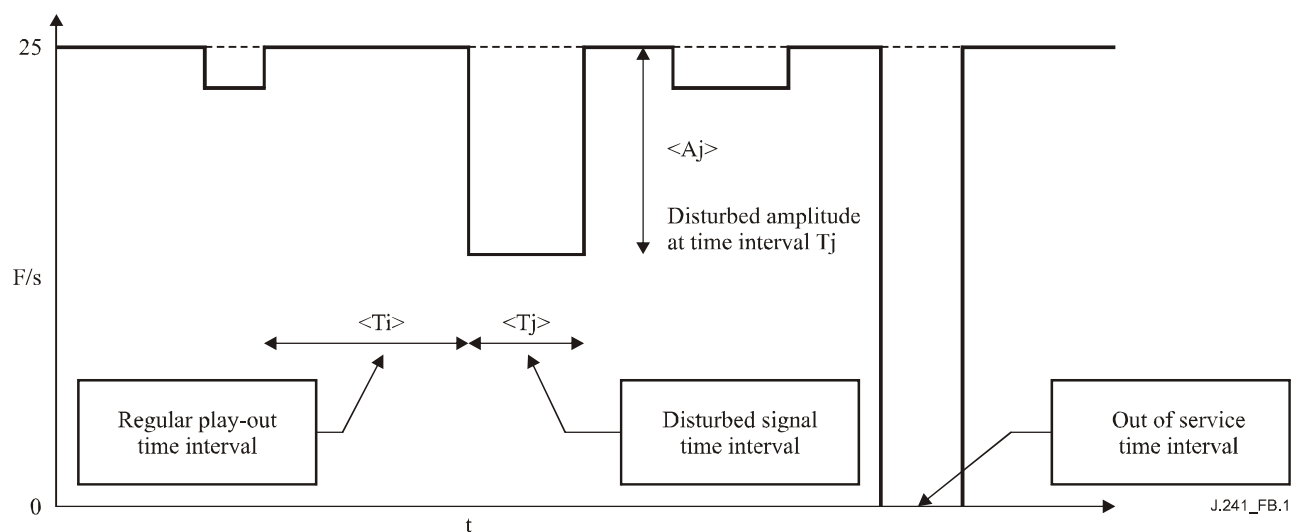 25
<Aj>
Disturbed amplitude
at time interval Tj
F/s
<Ti>
<Tj>
Regular play-out
time interval
Disturbed signal
time interval
Out of service
time interval
0
t
J.241_FB.1